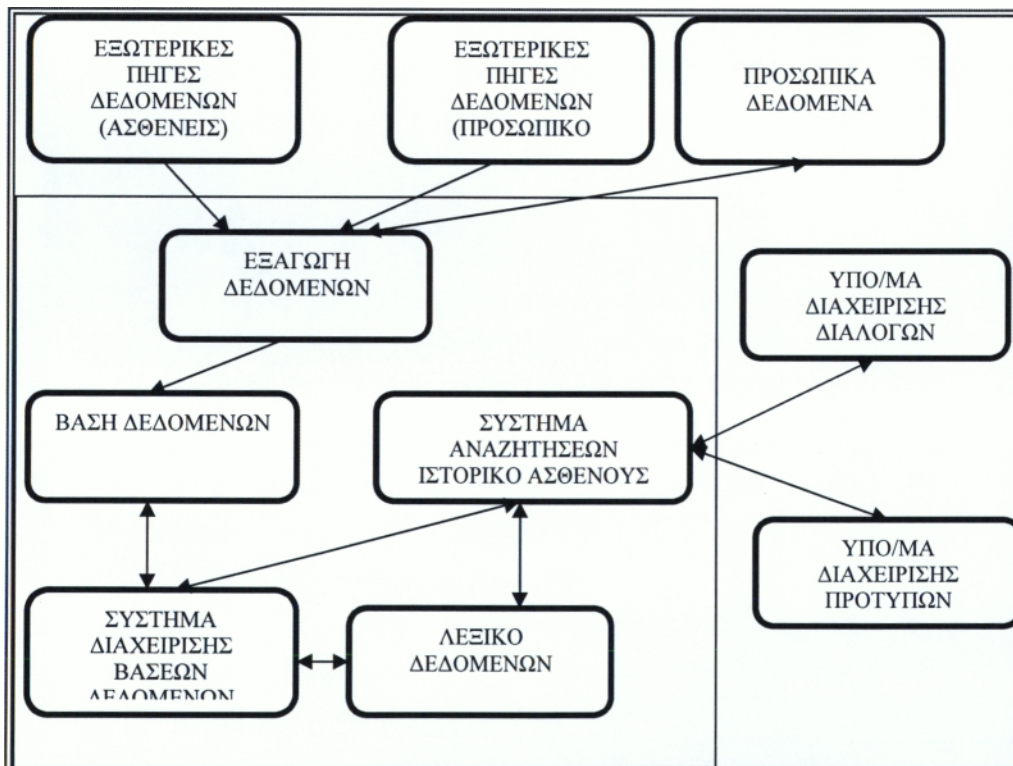 ΕΞΩΤΕΡΙΚΕΣ
ΠΗΓΕΣ
ΔΕΔΟΜΕΝΩΝ
(ΑΣΘΕΝΕΙΣ)
ΕΞΩΤΕΡΙΚΕΣ
ΠΗΓΕΣ
ΔΕΔΟΜΕΝΩΝ
(ΠΡΟΣΩΠΙΚΟ
ΠΡΟΣΩΠΙΚΑ
ΔΕΔΟΜΕΝΑ
ΕΞΑΓΩΓΗ
ΔΕΔΟΜΕΝΩΝ
ΥΠΟ/ΜΑ
ΔΙΑΧΕΙΡΙΣΗΣ
ΔΙΑΛΟΓΩΝ
ΒΑΣΗ ΔΕΔΟΜΕΝΩΝ
ΣΥΣΤΗΜΑ
ΑΝΑΖΗΤΗΣΕΩΝ
ΙΣΤΟΡΙΚΟ ΑΣΘΕΝΟΥΣ
ΥΠΟ/ΜΑ
ΔΙΑΧΕΙΡΙΣΗΣ
ΠΡΟΤΥΠΩΝ
ΣΥΣΤΗΜΑ
ΔΙΑΧΕΙΡΙΣΗΣ
ΒΑΣΕΩΝ
ΔΕΔΟΜΕΝΩΝ
ΛΕΞΙΚΟ
ΔΕΔΟΜΕΝΩΝ